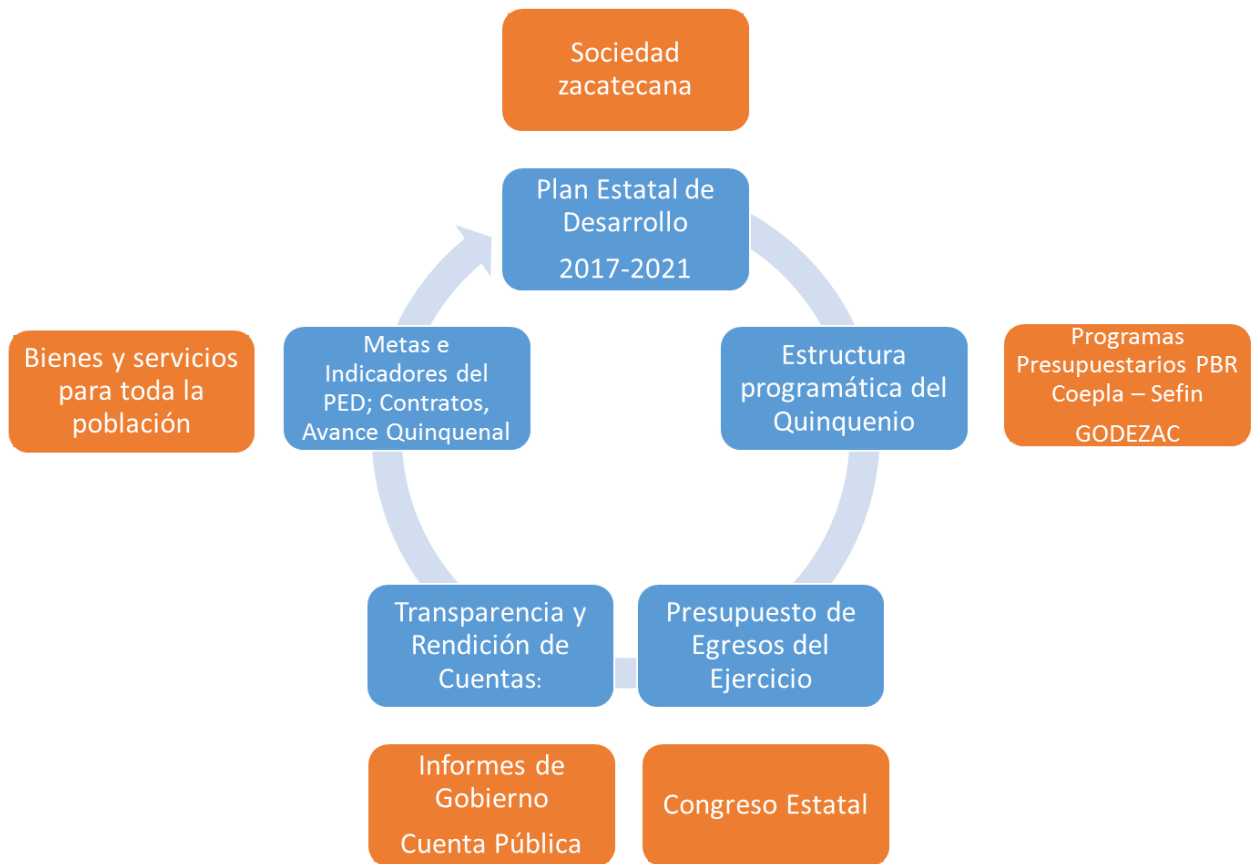 Sociedad
zacatecana
Plan Estatal de
Desarrollo
2017-2021
Bienes y servicios
para toda la
población
Metas e
Indicadores del
PED; Contratos,
Avance Quinquenal
Estructura
programática del
Quinquenio
Programas
Presupuestarios PBR
Coepla – Sefin
GODEZAC
Transparencia y
Rendición de
Cuentas:
Presupuesto de
Egresos del
Ejercicio
Informes de
Gobierno
Cuenta Pública
Congreso Estatal